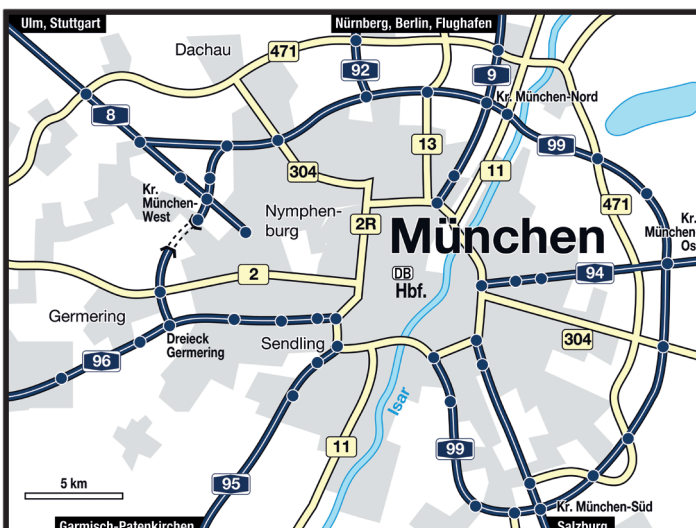 Ulm, Stuttgart
Nürnberg, Berlin, Flughafen
Dachau
471
92
9
Kr. München-Nord
8
99
13
304
11
Kr.
München-
West
Nymphen-
burg
471
2R
München
Kr.
München-
Os
DB
Hbf.
94
2
Germering
Dreieck
Germering
Sendling
304
96
Isar
11
99
95
5 km
Kr. München-Süd
Garmisch-Patenkirchen
Salzburg